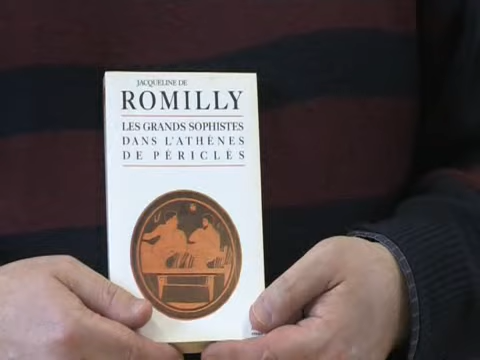 JACQUELINE DE
ROMILLY
LES GRANDS SOPHISTES
DANS L'ATHÈNES
DE PÉRICLÈS